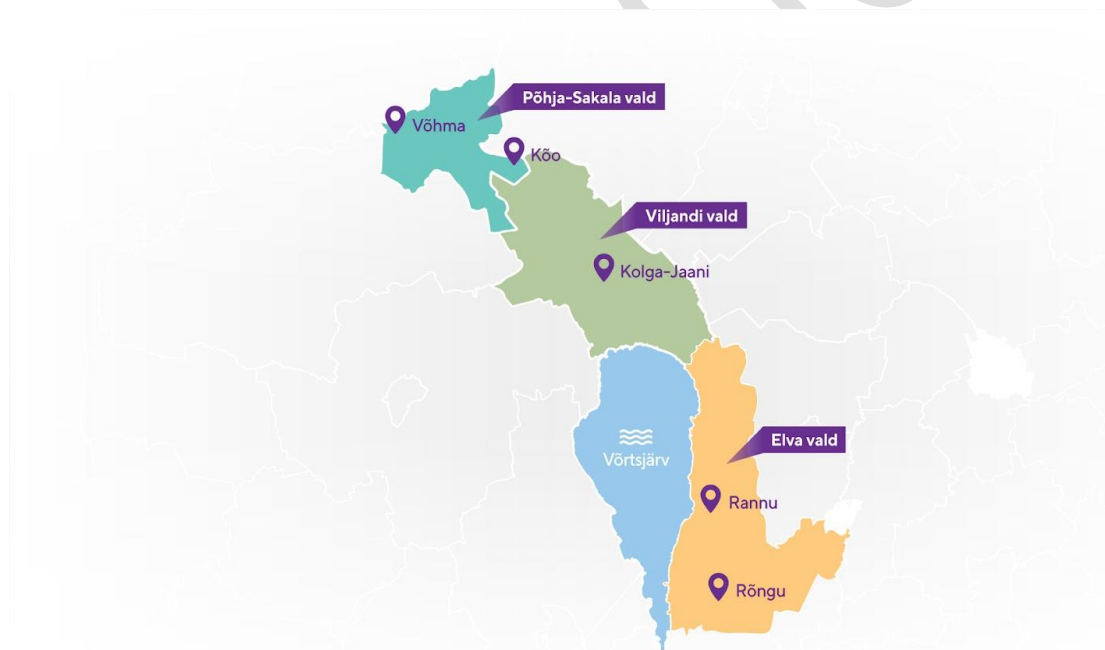 Põhja-Sakala vald
Võhma
Kõo
Viljandi vald
Kolga-Jaani
Elva vald
Võrtsjärv
Rannu
Rõngu